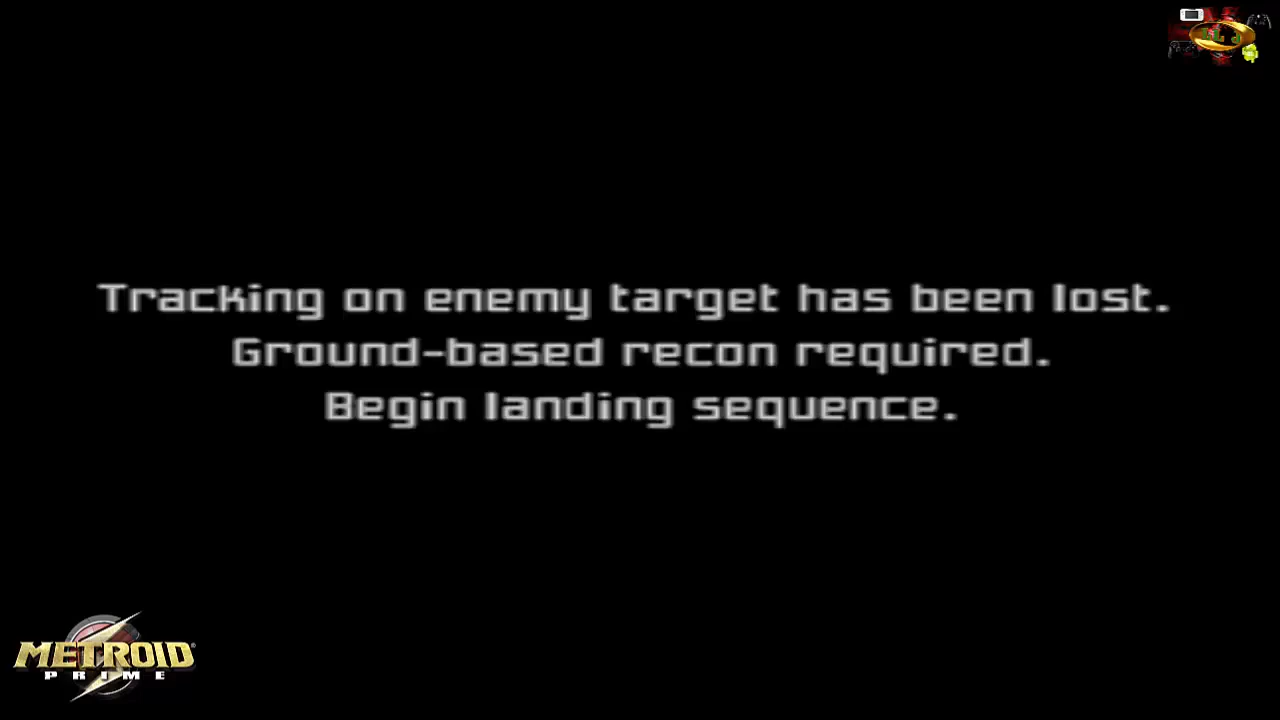 Tracking on enemy target has been lost.
Ground-based recon required.
Begin landing sequence.
METROID
PRIME